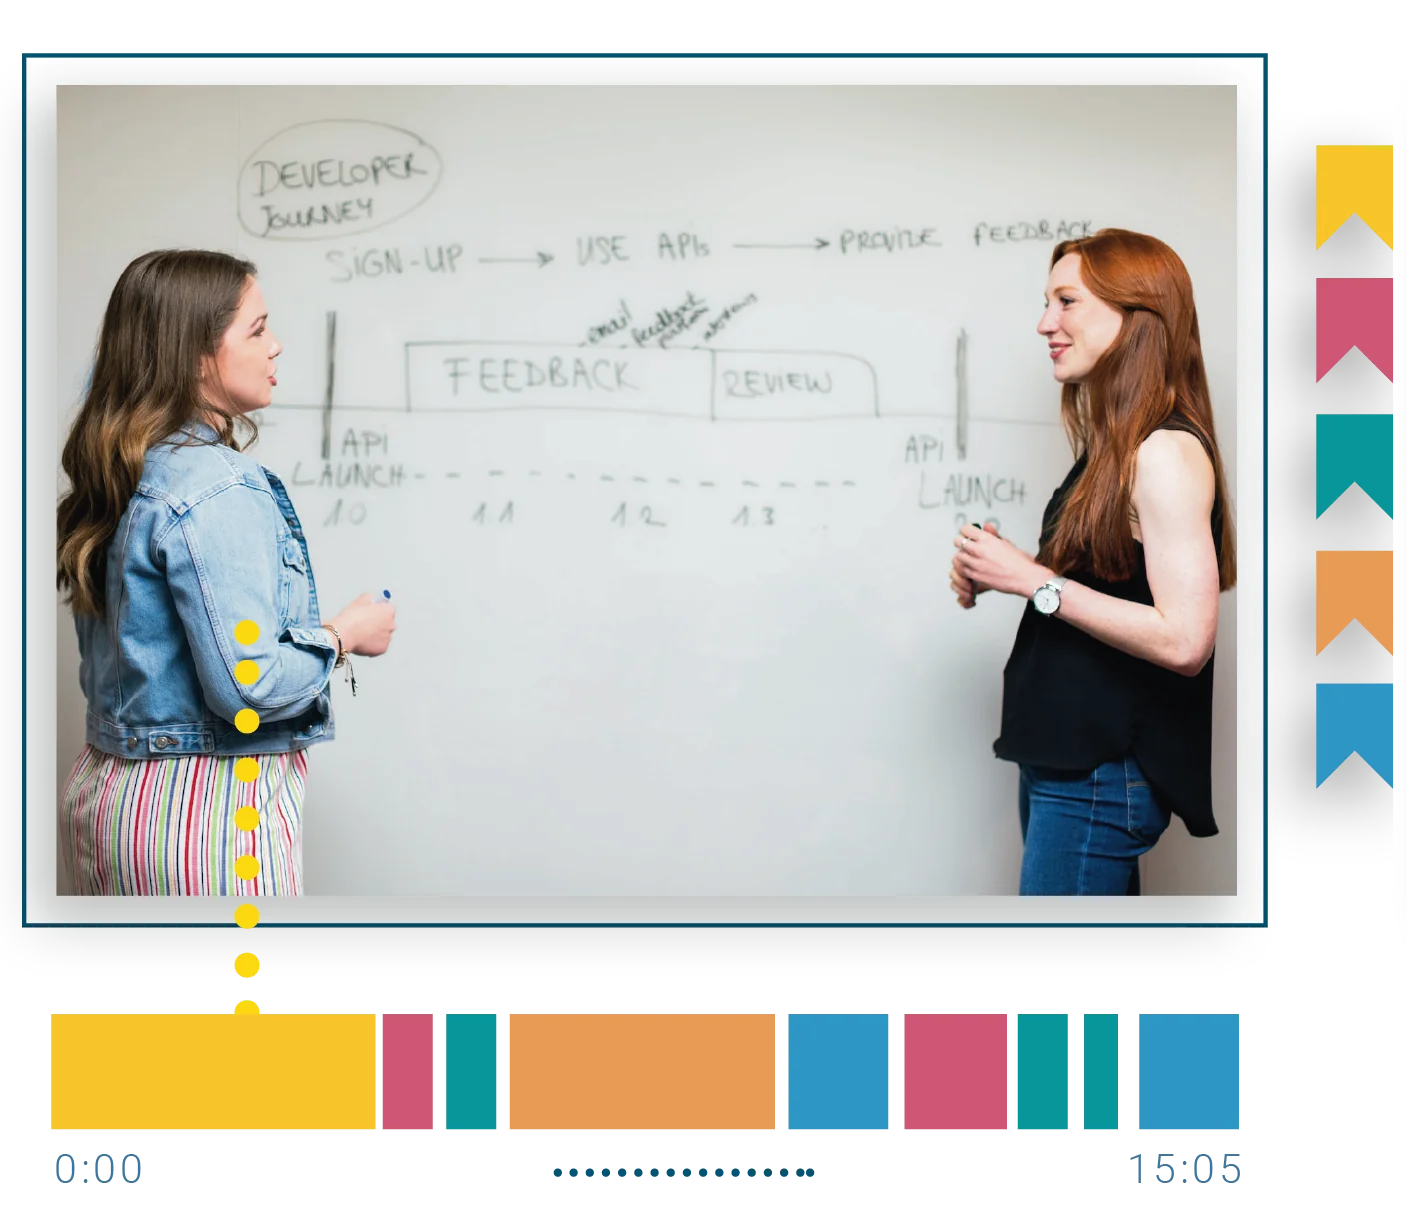 DEVELOPER
JOURNEY
SIGN-UP → USE APIs → PROVIDE FEEDBACK
email feedback
FEEDBACK REVIEW
API
LAUNCH
API
LAUNCH
1.0 1.1 1.2 1.3
0:00 15:05